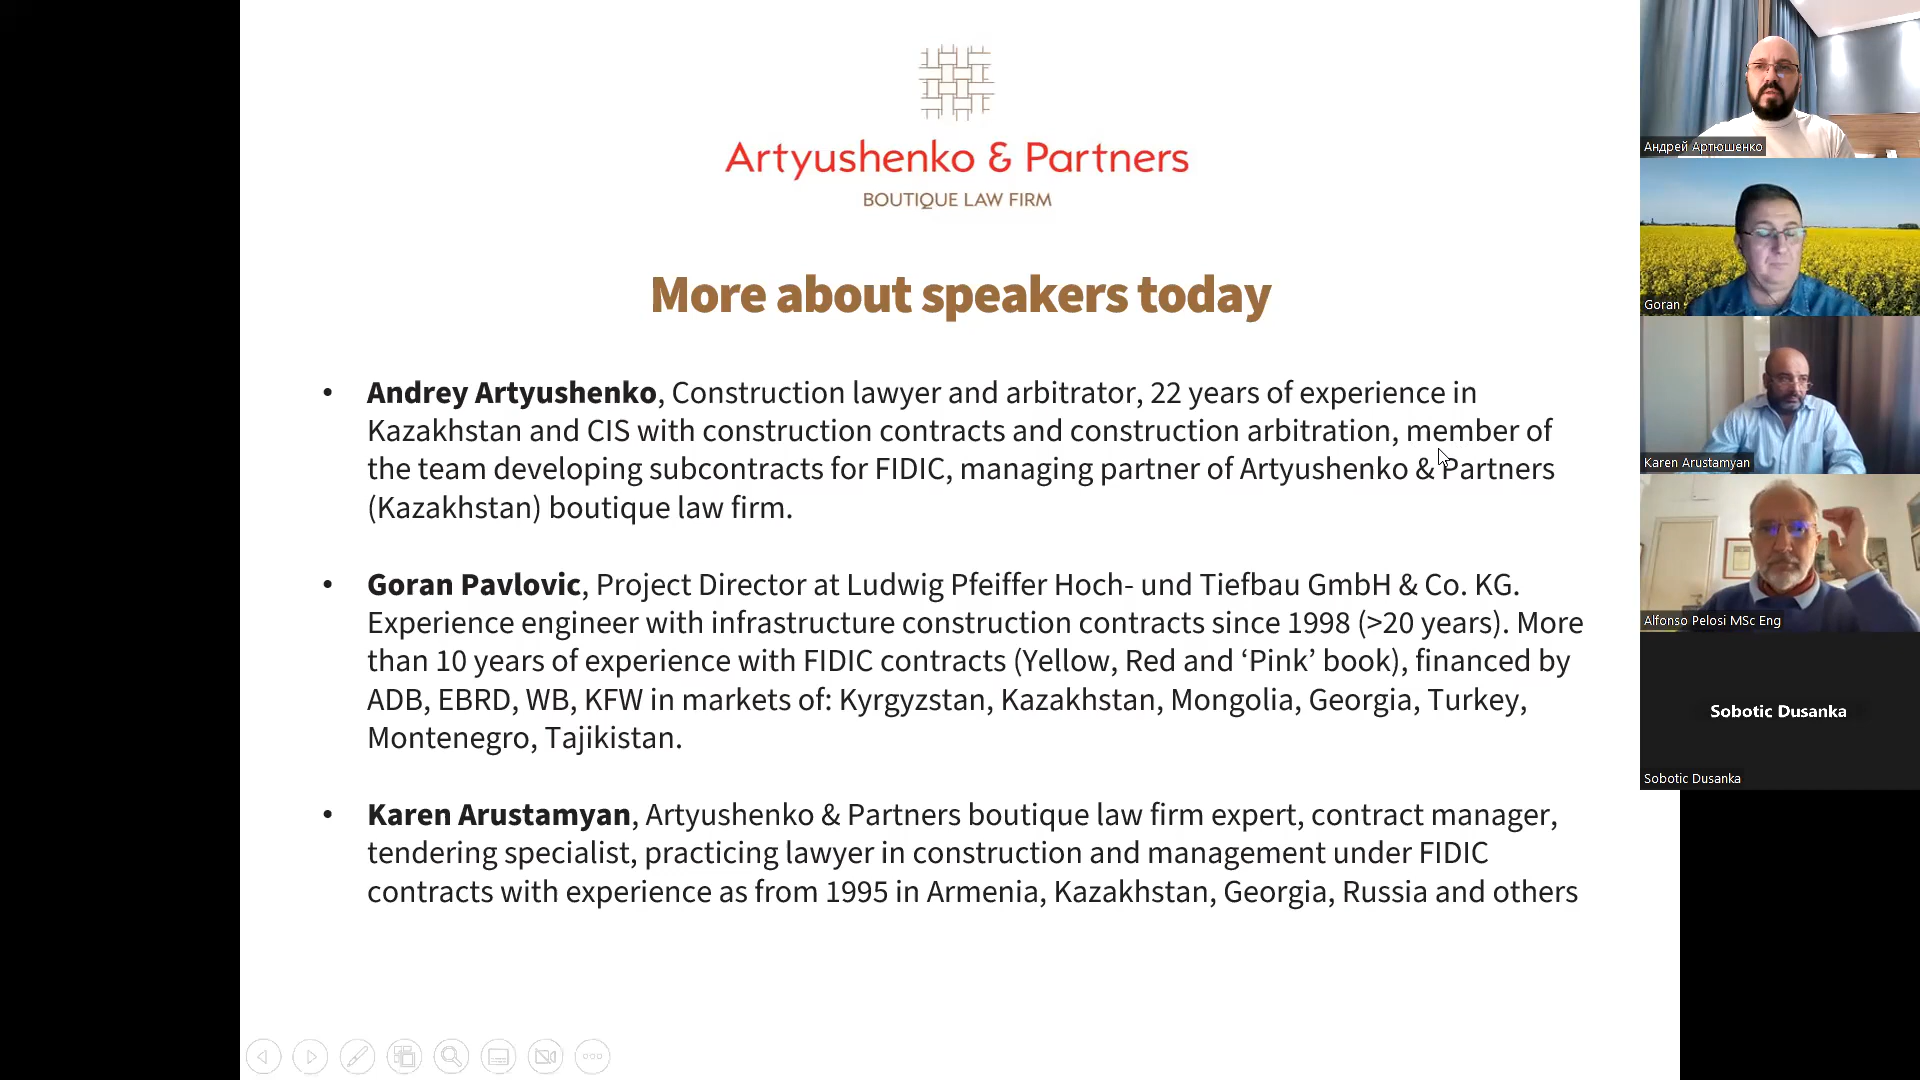 Artyushenko & Partners
BOUTIQUE LAW FIRM
More about speakers today
• Andrey Artyushenko, Construction lawyer and arbitrator, 22 years of experience in
Kazakhstan and CIS with construction contracts and construction arbitration, member of
the team developing subcontracts for FIDIC, managing partner of Artyushenko & Partners
(Kazakhstan) boutique law firm.
• Goran Pavlovic, Project Director at Ludwig Pfeiffer Hoch- und Tiefbau GmbH & Co. KG.
Experience engineer with infrastructure construction contracts since 1998 (>20 years). More
than 10 years of experience with FIDIC contracts (Yellow, Red and ‘Pink’ book), financed by
ADB, EBRD, WB, KFW in markets of: Kyrgyzstan, Kazakhstan, Mongolia, Georgia, Turkey,
Montenegro, Tajikistan.
• Karen Arustamyan, Artyushenko & Partners boutique law firm expert, contract manager,
tendering specialist, practicing lawyer in construction and management under FIDIC
contracts with experience as from 1995 in Armenia, Kazakhstan, Georgia, Russia and others
Андрей Артюшенко
Goran
Karen Arustamyan
Alfonso Pelosi MSc Eng
Sobotic Dusanka
Sobotic Dusanka